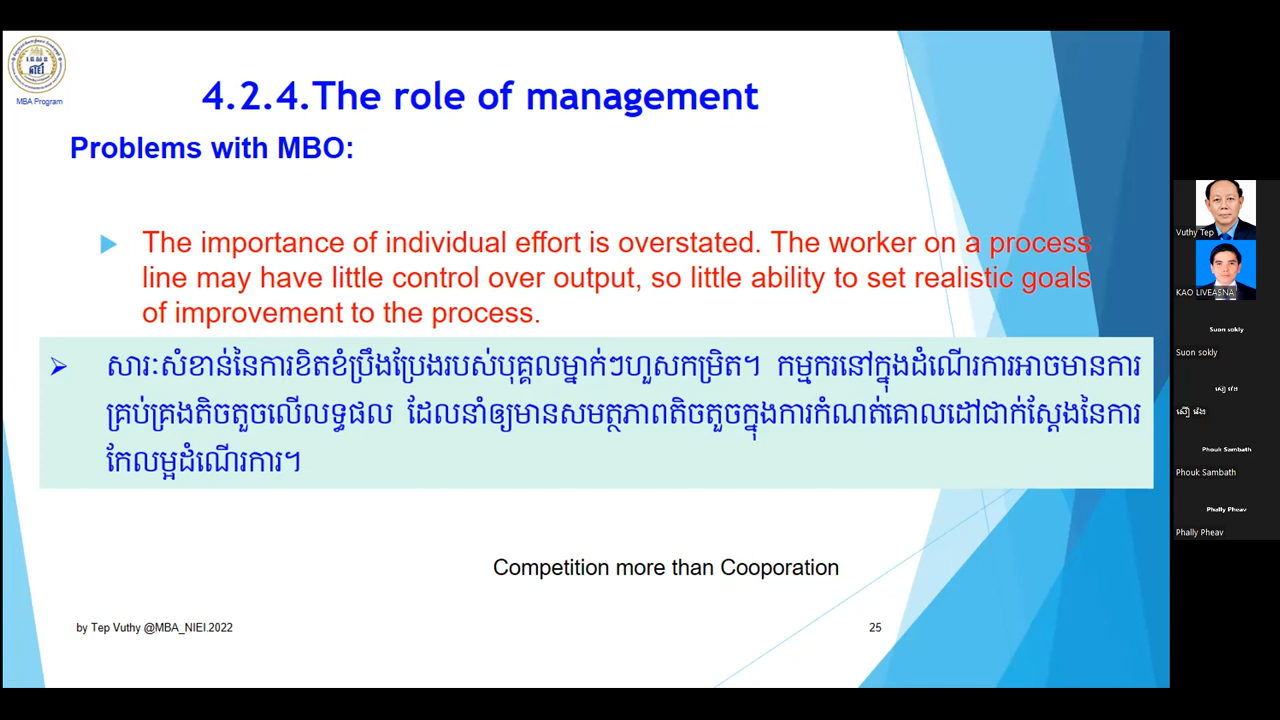 NIEI
MBA Program
4.2.4.The role of management
Problems with MBO:
The importance of individual effort is overstated. The worker on a process
line may have little control over output, so little ability to set realistic goals
of improvement to the process.
សារៈសំខាន់នៃការខិតខំប្រឹងប្រែងរបស់បុគ្គលម្នាក់ៗហួសកម្រិត។ កម្មករនៅក្នុងដំណើរការអាចមានការ
គ្រប់គ្រងតិចតួចលើលទ្ធផល ដែលនាំឲ្យមានសមត្ថភាពតិចតួចក្នុងការកំណត់គោលដៅជាក់ស្តែងនៃការ
កែលម្អដំណើរការ។
Competition more than Cooporation
by Tep Vuthy @MBA_NIEI.2022
25
Vuthy Tep
KAO LIVEASNA
Suon sokly
Suon sokly
Phouk Sambath
Phouk Sambath
Phally Pheav
Phally Pheav